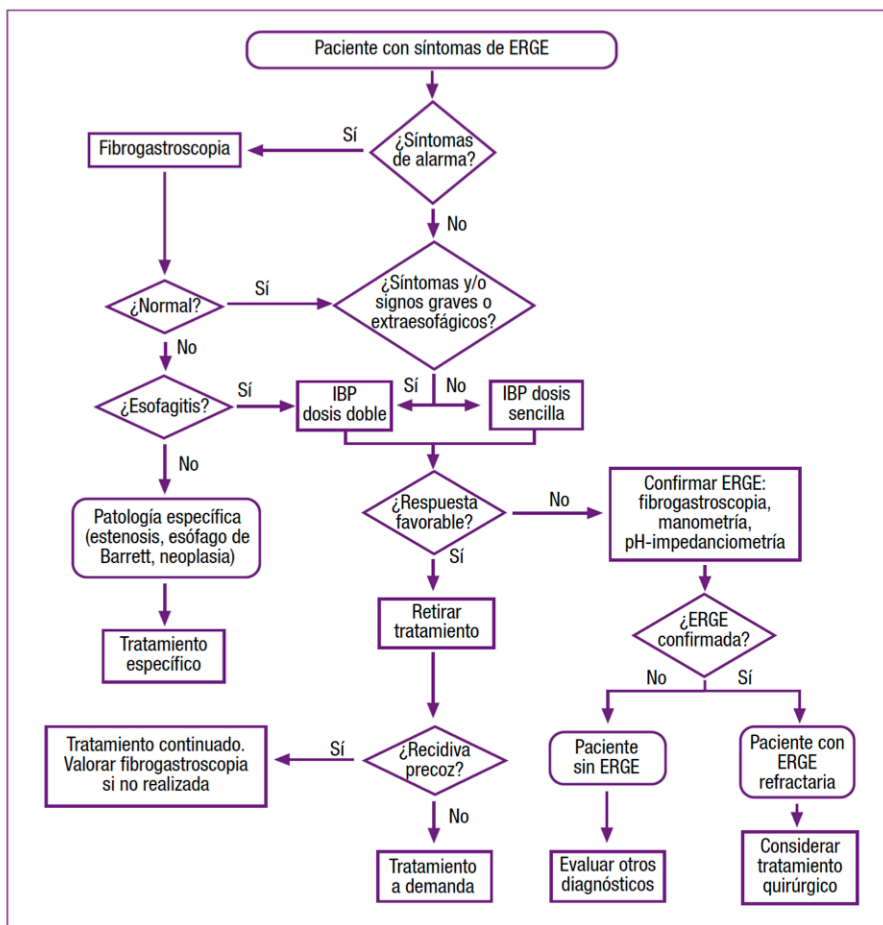 Paciente con síntomas de ERGE
Sí
Fibrogastroscopia
¿Síntomas
de alarma?
No
¿Normal?
Sí
¿Síntomas y/o
signos graves o
extraesofágicos?
No
¿Esofagitis?
Sí
IBP
dosis doble
Sí
No
IBP dosis
sencilla
No
Patología específica
(estenosis, esófago de
Barrett, neoplasia)
¿Respuesta
favorable?
No
Confirmar ERGE:
fibrogastroscopia,
manometría,
pH-impedanciometría
Sí
Tratamiento
específico
Retirar
tratamiento
¿ERGE
confirmada?
No
Sí
Tratamiento continuado.
Valorar fibrogastroscopia
si no realizada
Sí
¿Recidiva
precoz?
Paciente
sin ERGE
Paciente con
ERGE
refractaria
No
Tratamiento
a demanda
Evaluar otros
diagnósticos
Considerar
tratamiento
quirúrgico